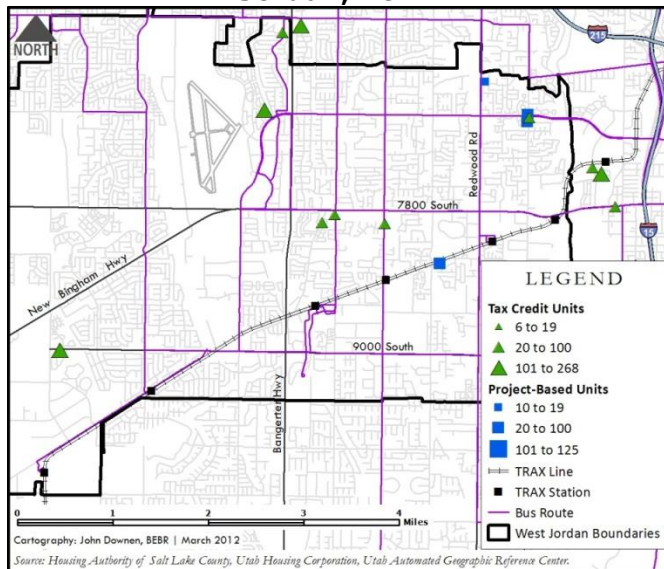 NORTH
215
Redwood Rd
7800 South
15
New Bingham Hwy
9000 South
Bangerter Hwy
LEGEND
Tax Credit Units
6 to 19
20 to 100
101 to 268
Project-Based Units
10 to 19
20 to 100
101 to 125
TRAX Line
TRAX Station
Bus Route
West Jordan Boundaries
0 1 2 3 4
Miles
Cartography: John Downen, BEBR | March 2012
Source: Housing Authority of Salt Lake County, Utah Housing Corporation, Utah Automated Geographic Reference Center.